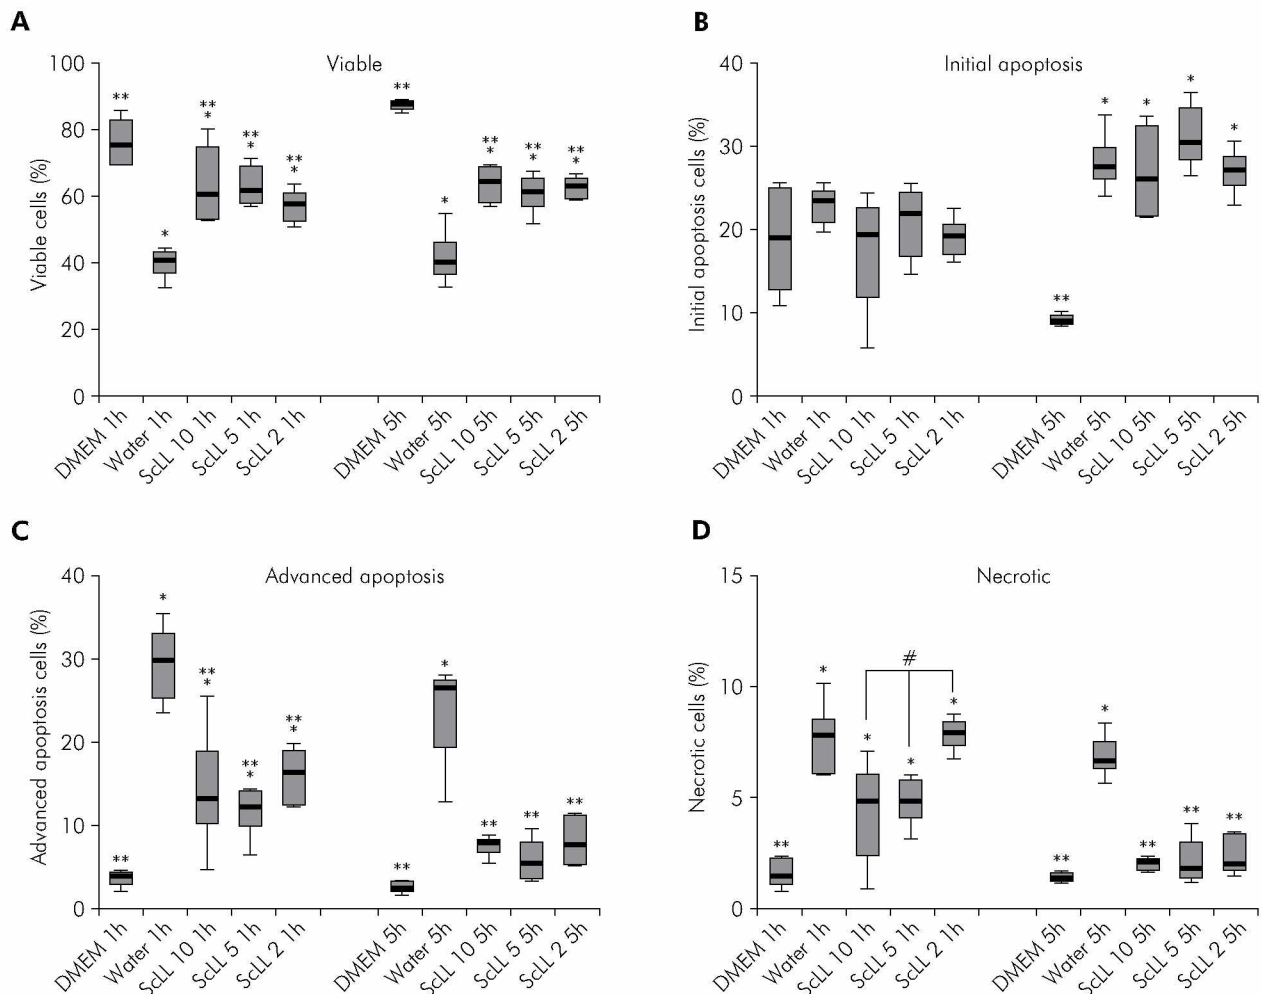 A
Viable
Viable cells (%)
100
80
60
40
20
0
** ** * ** * ** * * ** * ** * ** * ** *
DMEM 1h
Water 1h
ScLL 10 1h
ScLL 5 1h
ScLL 2 1h
DMEM 5h
Water 5h
ScLL 10 5h
ScLL 5 5h
ScLL 2 5h
B
Initial apoptosis
Initial apoptosis cells (%)
40
30
20
10
0
** * * * *
DMEM 1h
Water 1h
ScLL 10 1h
ScLL 5 1h
ScLL 2 1h
DMEM 5h
Water 5h
ScLL 10 5h
ScLL 5 5h
ScLL 2 5h
C
Advanced apoptosis
Advanced apoptosis cells (%)
40
30
20
10
0
** * ** * ** * ** * ** * ** ** **
DMEM 1h
Water 1h
ScLL 10 1h
ScLL 5 1h
ScLL 2 1h
DMEM 5h
Water 5h
ScLL 10 5h
ScLL 5 5h
ScLL 2 5h
D
Necrotic
Necrotic cells (%)
15
10
5
0
#
** * * * * ** * ** ** **
DMEM 1h
Water 1h
ScLL 10 1h
ScLL 5 1h
ScLL 2 1h
DMEM 5h
Water 5h
ScLL 10 5h
ScLL 5 5h
ScLL 2 5h